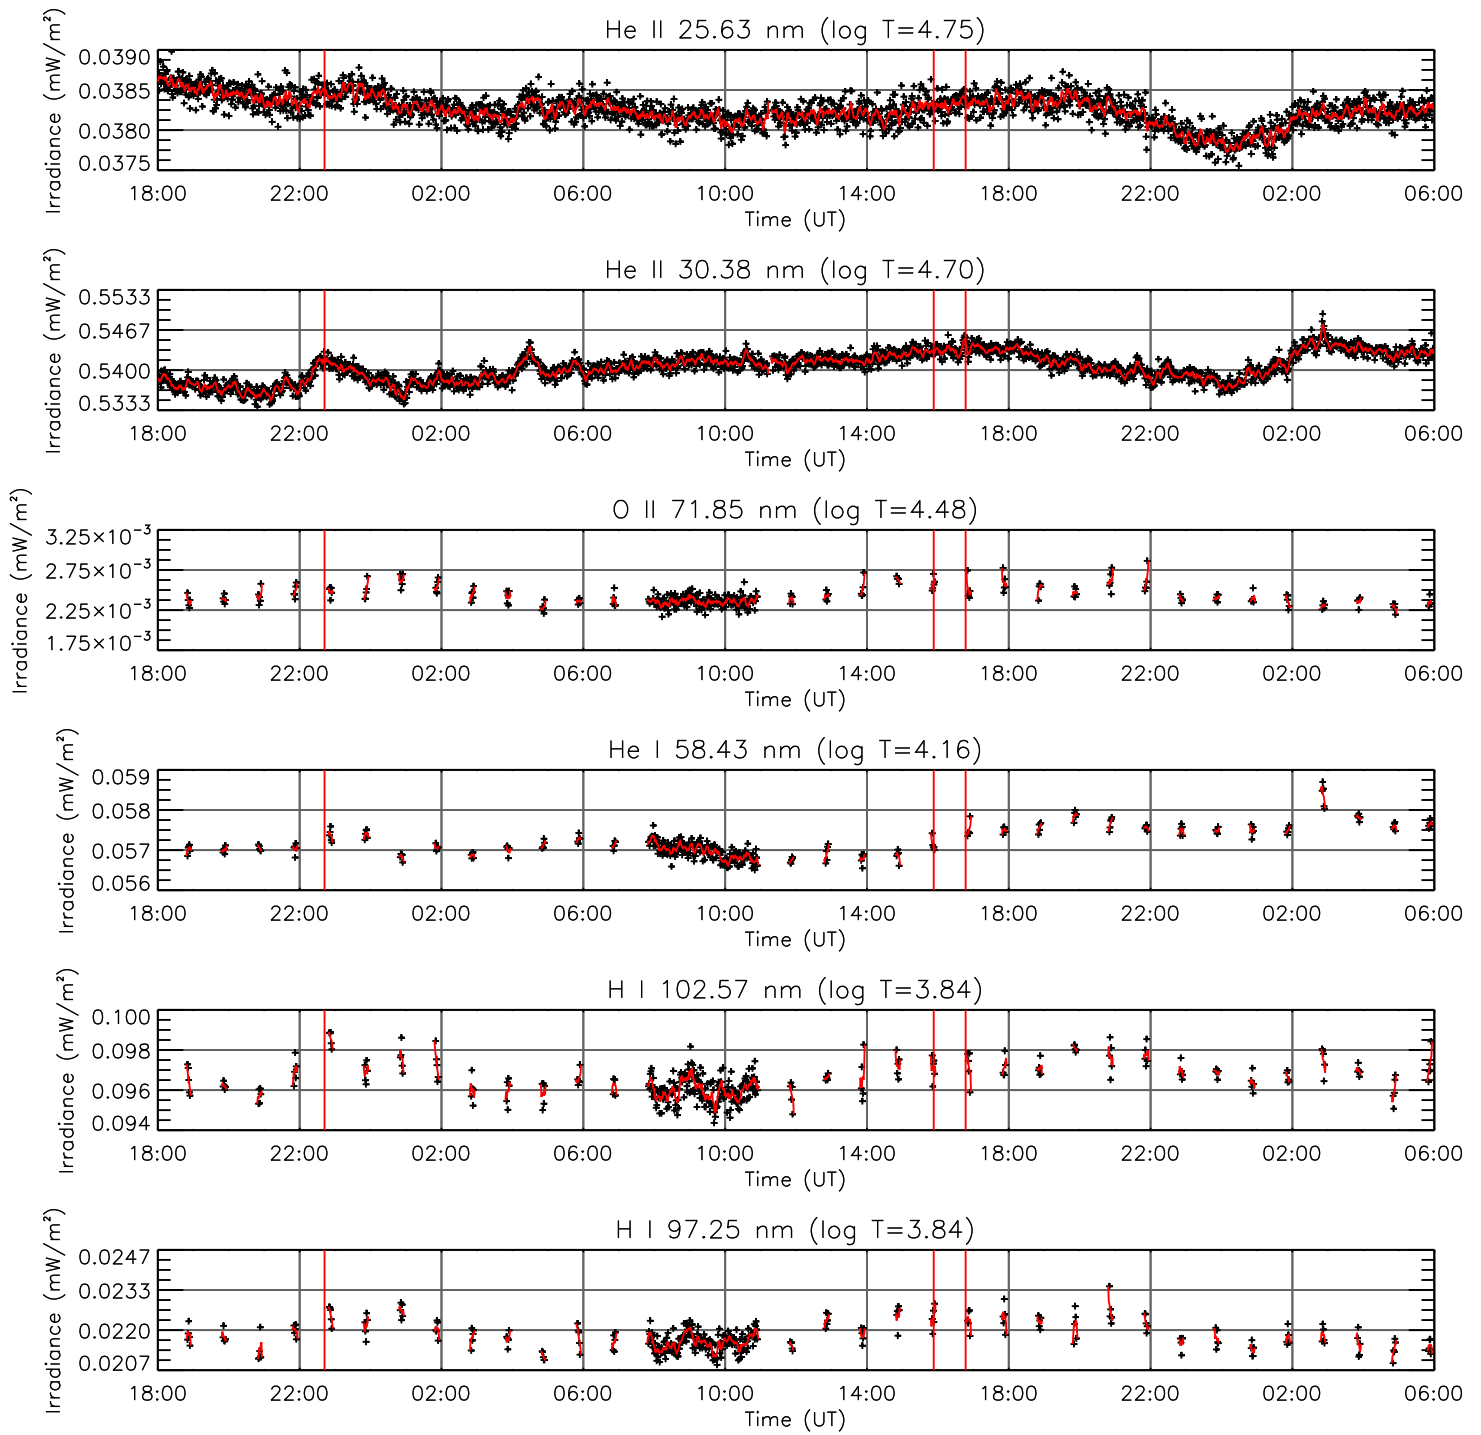 He II 25.63 nm (log T=4.75)
Irradiance (mW/m²)
0.0390
0.0385
0.0380
0.0375
18:00 22:00 02:00 06:00 10:00 14:00 18:00 22:00 02:00 06:00
Time (UT)
He II 30.38 nm (log T=4.70)
Irradiance (mW/m²)
0.5533
0.5467
0.5400
0.5333
18:00 22:00 02:00 06:00 10:00 14:00 18:00 22:00 02:00 06:00
Time (UT)
O II 71.85 nm (log T=4.48)
Irradiance (mW/m²)
3.25×10⁻³
2.75×10⁻³
2.25×10⁻³
1.75×10⁻³
18:00 22:00 02:00 06:00 10:00 14:00 18:00 22:00 02:00 06:00
Time (UT)
He I 58.43 nm (log T=4.16)
Irradiance (mW/m²)
0.059
0.058
0.057
0.056
18:00 22:00 02:00 06:00 10:00 14:00 18:00 22:00 02:00 06:00
Time (UT)
H I 102.57 nm (log T=3.84)
Irradiance (mW/m²)
0.100
0.098
0.096
0.094
18:00 22:00 02:00 06:00 10:00 14:00 18:00 22:00 02:00 06:00
Time (UT)
H I 97.25 nm (log T=3.84)
Irradiance (mW/m²)
0.0247
0.0233
0.0220
0.0207
18:00 22:00 02:00 06:00 10:00 14:00 18:00 22:00 02:00 06:00
Time (UT)